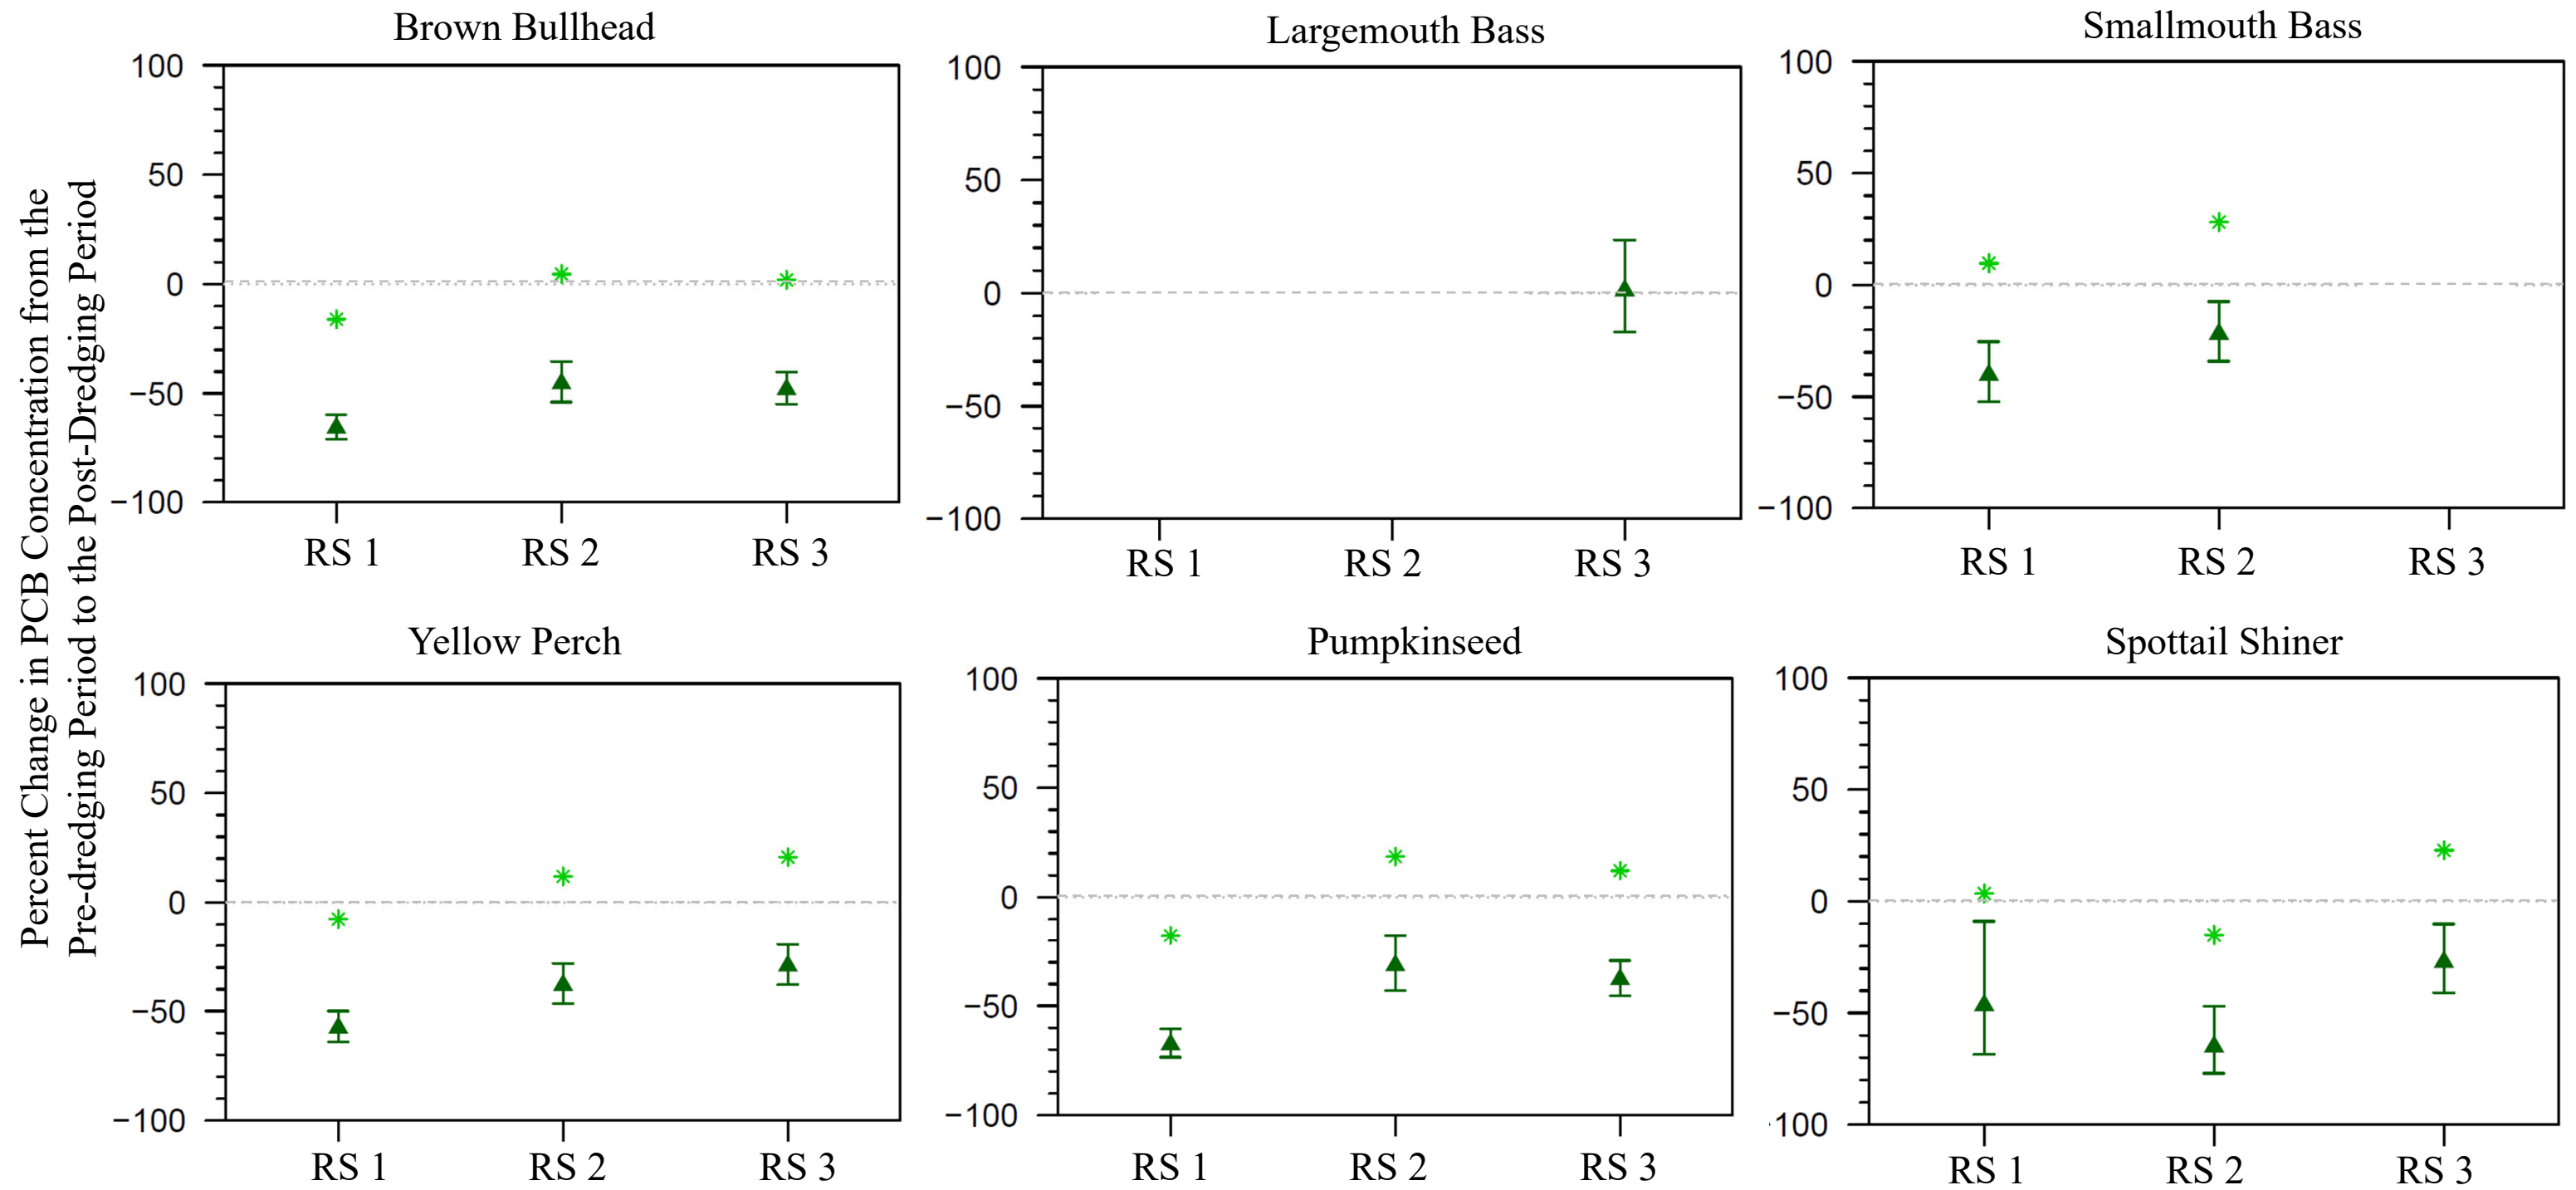 Percent Change in PCB Concentration from the
Pre-dredging Period to the Post-Dredging Period
Brown Bullhead
100
50
0
−50
−100
RS 1 RS 2 RS 3
Largemouth Bass
100
50
0
−50
−100
RS 1 RS 2 RS 3
Smallmouth Bass
100
50
0
−50
−100
RS 1 RS 2 RS 3
Yellow Perch
100
50
0
−50
−100
RS 1 RS 2 RS 3
Pumpkinseed
100
50
0
−50
−100
RS 1 RS 2 RS 3
Spottail Shiner
100
50
0
−50
100
RS 1 RS 2 RS 3